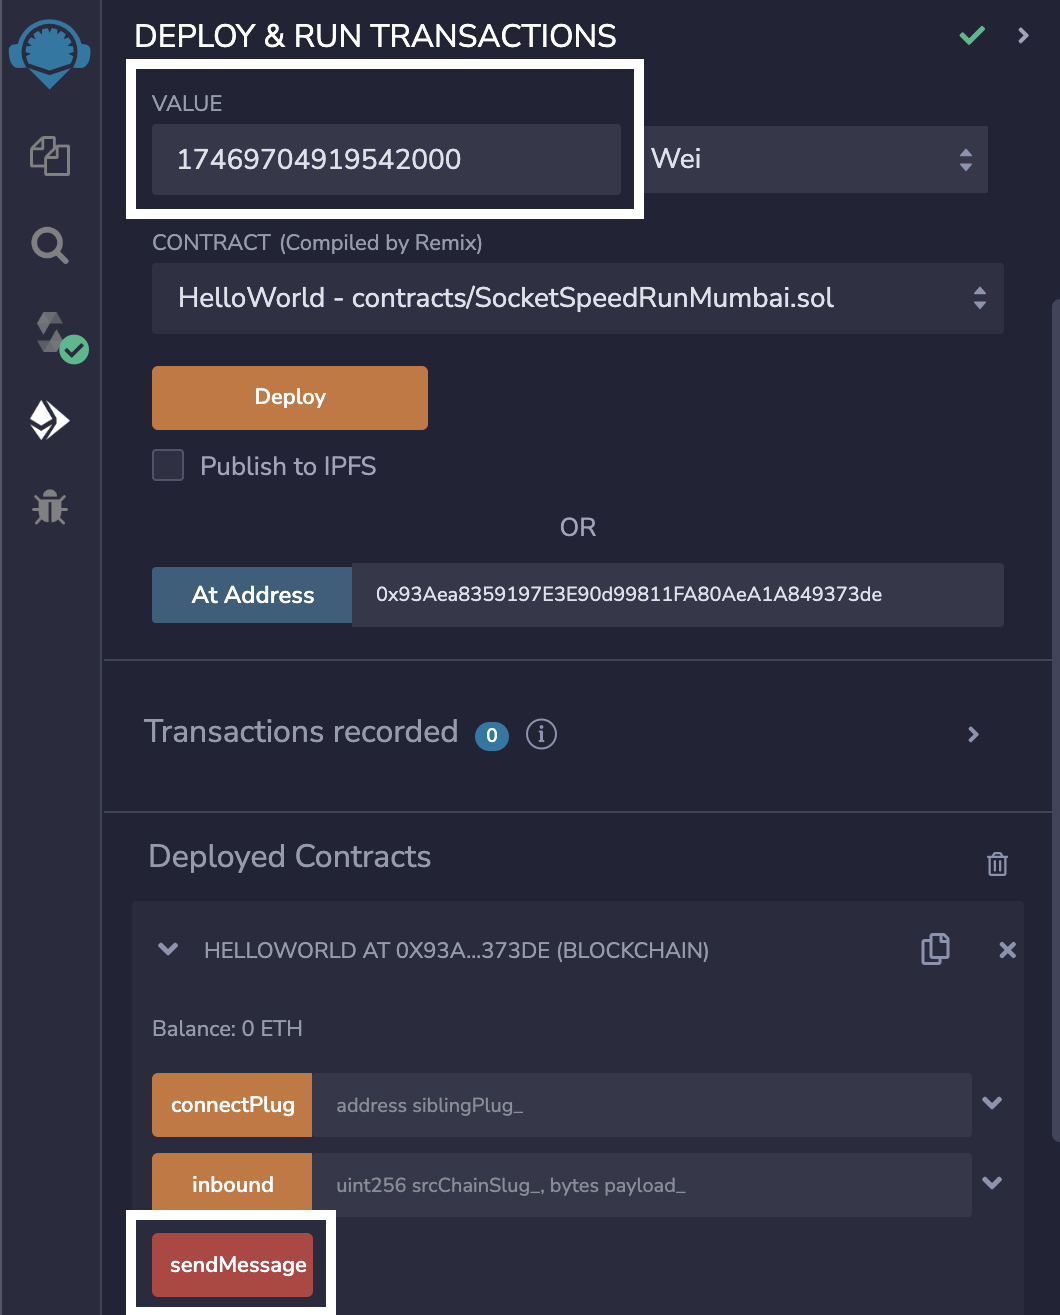 DEPLOY & RUN TRANSACTIONS
VALUE
17469704919542000
Wei
CONTRACT (Compiled by Remix)
HelloWorld - contracts/SocketSpeedRunMumbai.sol
Deploy
Publish to IPFS
OR
At Address
0x93Aea8359197E3E90d99811FA80AeA1A849373de
Transactions recorded 0 i
Deployed Contracts
HELLOWORLD AT 0X93A...373DE (BLOCKCHAIN)
Balance: 0 ETH
connectPlug
address siblingPlug_
inbound
uint256 srcChainSlug_, bytes payload_
sendMessage